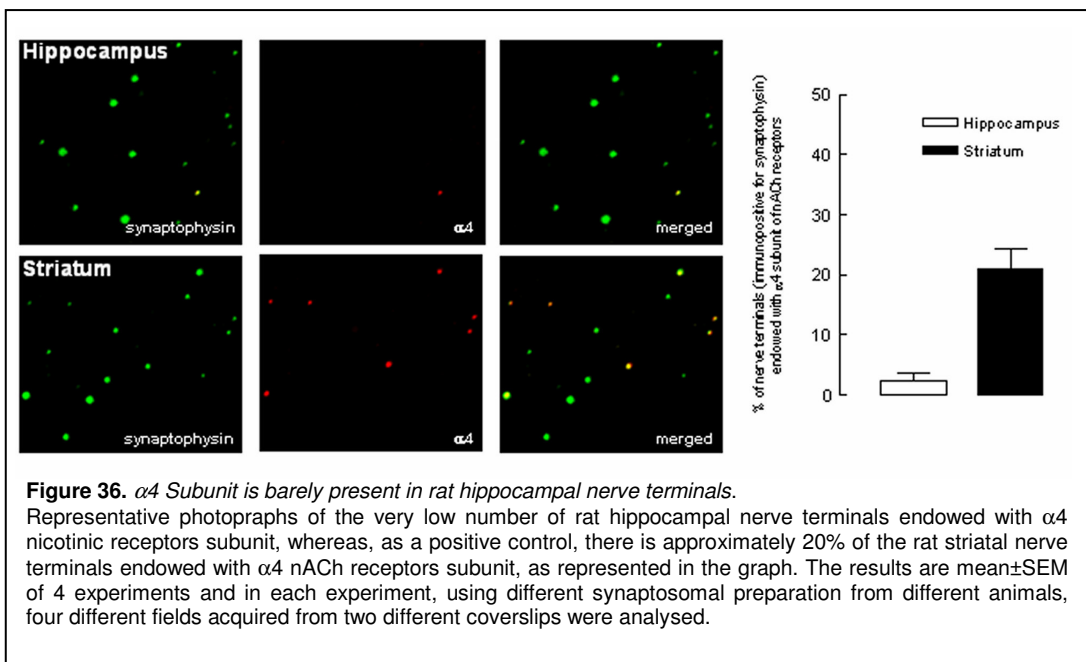 Hippocampus
synaptophysin
α4
merged
Striatum
synaptophysin
α4
merged
% of nerve terminals (immunopositive for synaptophysin)
endowed with α4 subunit of nACh receptors
50
40
30
20
10
0
Hippocampus
Striatum
Figure 36. α4 Subunit is barely present in rat hippocampal nerve terminals.
Representative photopraphs of the very low number of rat hippocampal nerve terminals endowed with α4
nicotinic receptors subunit, whereas, as a positive control, there is approximately 20% of the rat striatal nerve
terminals endowed with α4 nACh receptors subunit, as represented in the graph. The results are mean±SEM
of 4 experiments and in each experiment, using different synaptosomal preparation from different animals,
four different fields acquired from two different coverslips were analysed.